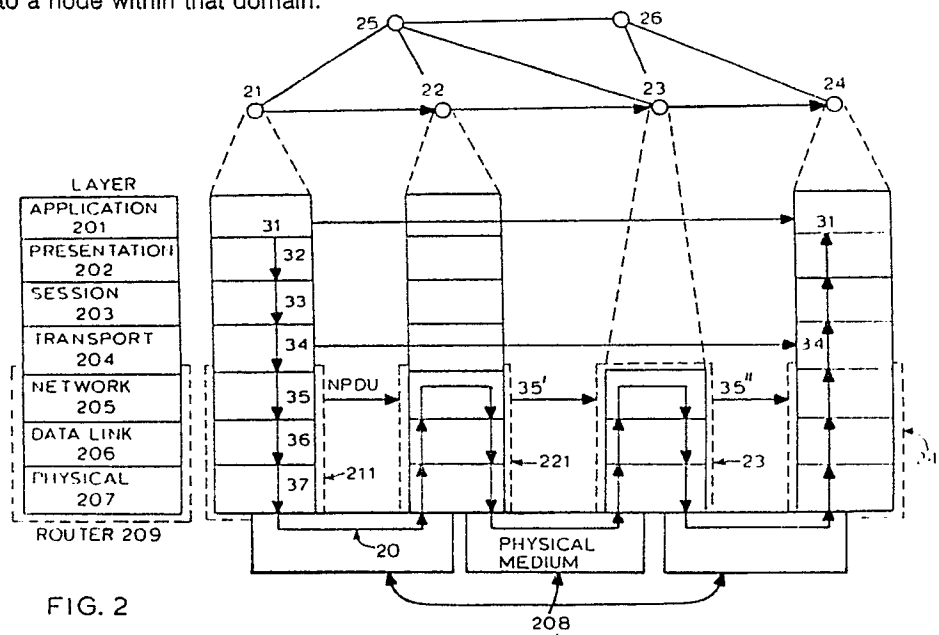 to a node within that domain.
25
26
21
22
23
24
LAYER
APPLICATION
201
PRESENTATION
202
SESSION
203
TRANSPORT
204
NETWORK
205
DATA LINK
206
PHYSICAL
207
ROUTER 209
31
32
33
34
35
36
37
NPDU
211
35'
221
35"
23
31
34
20
PHYSICAL
MEDIUM
208
FIG. 2